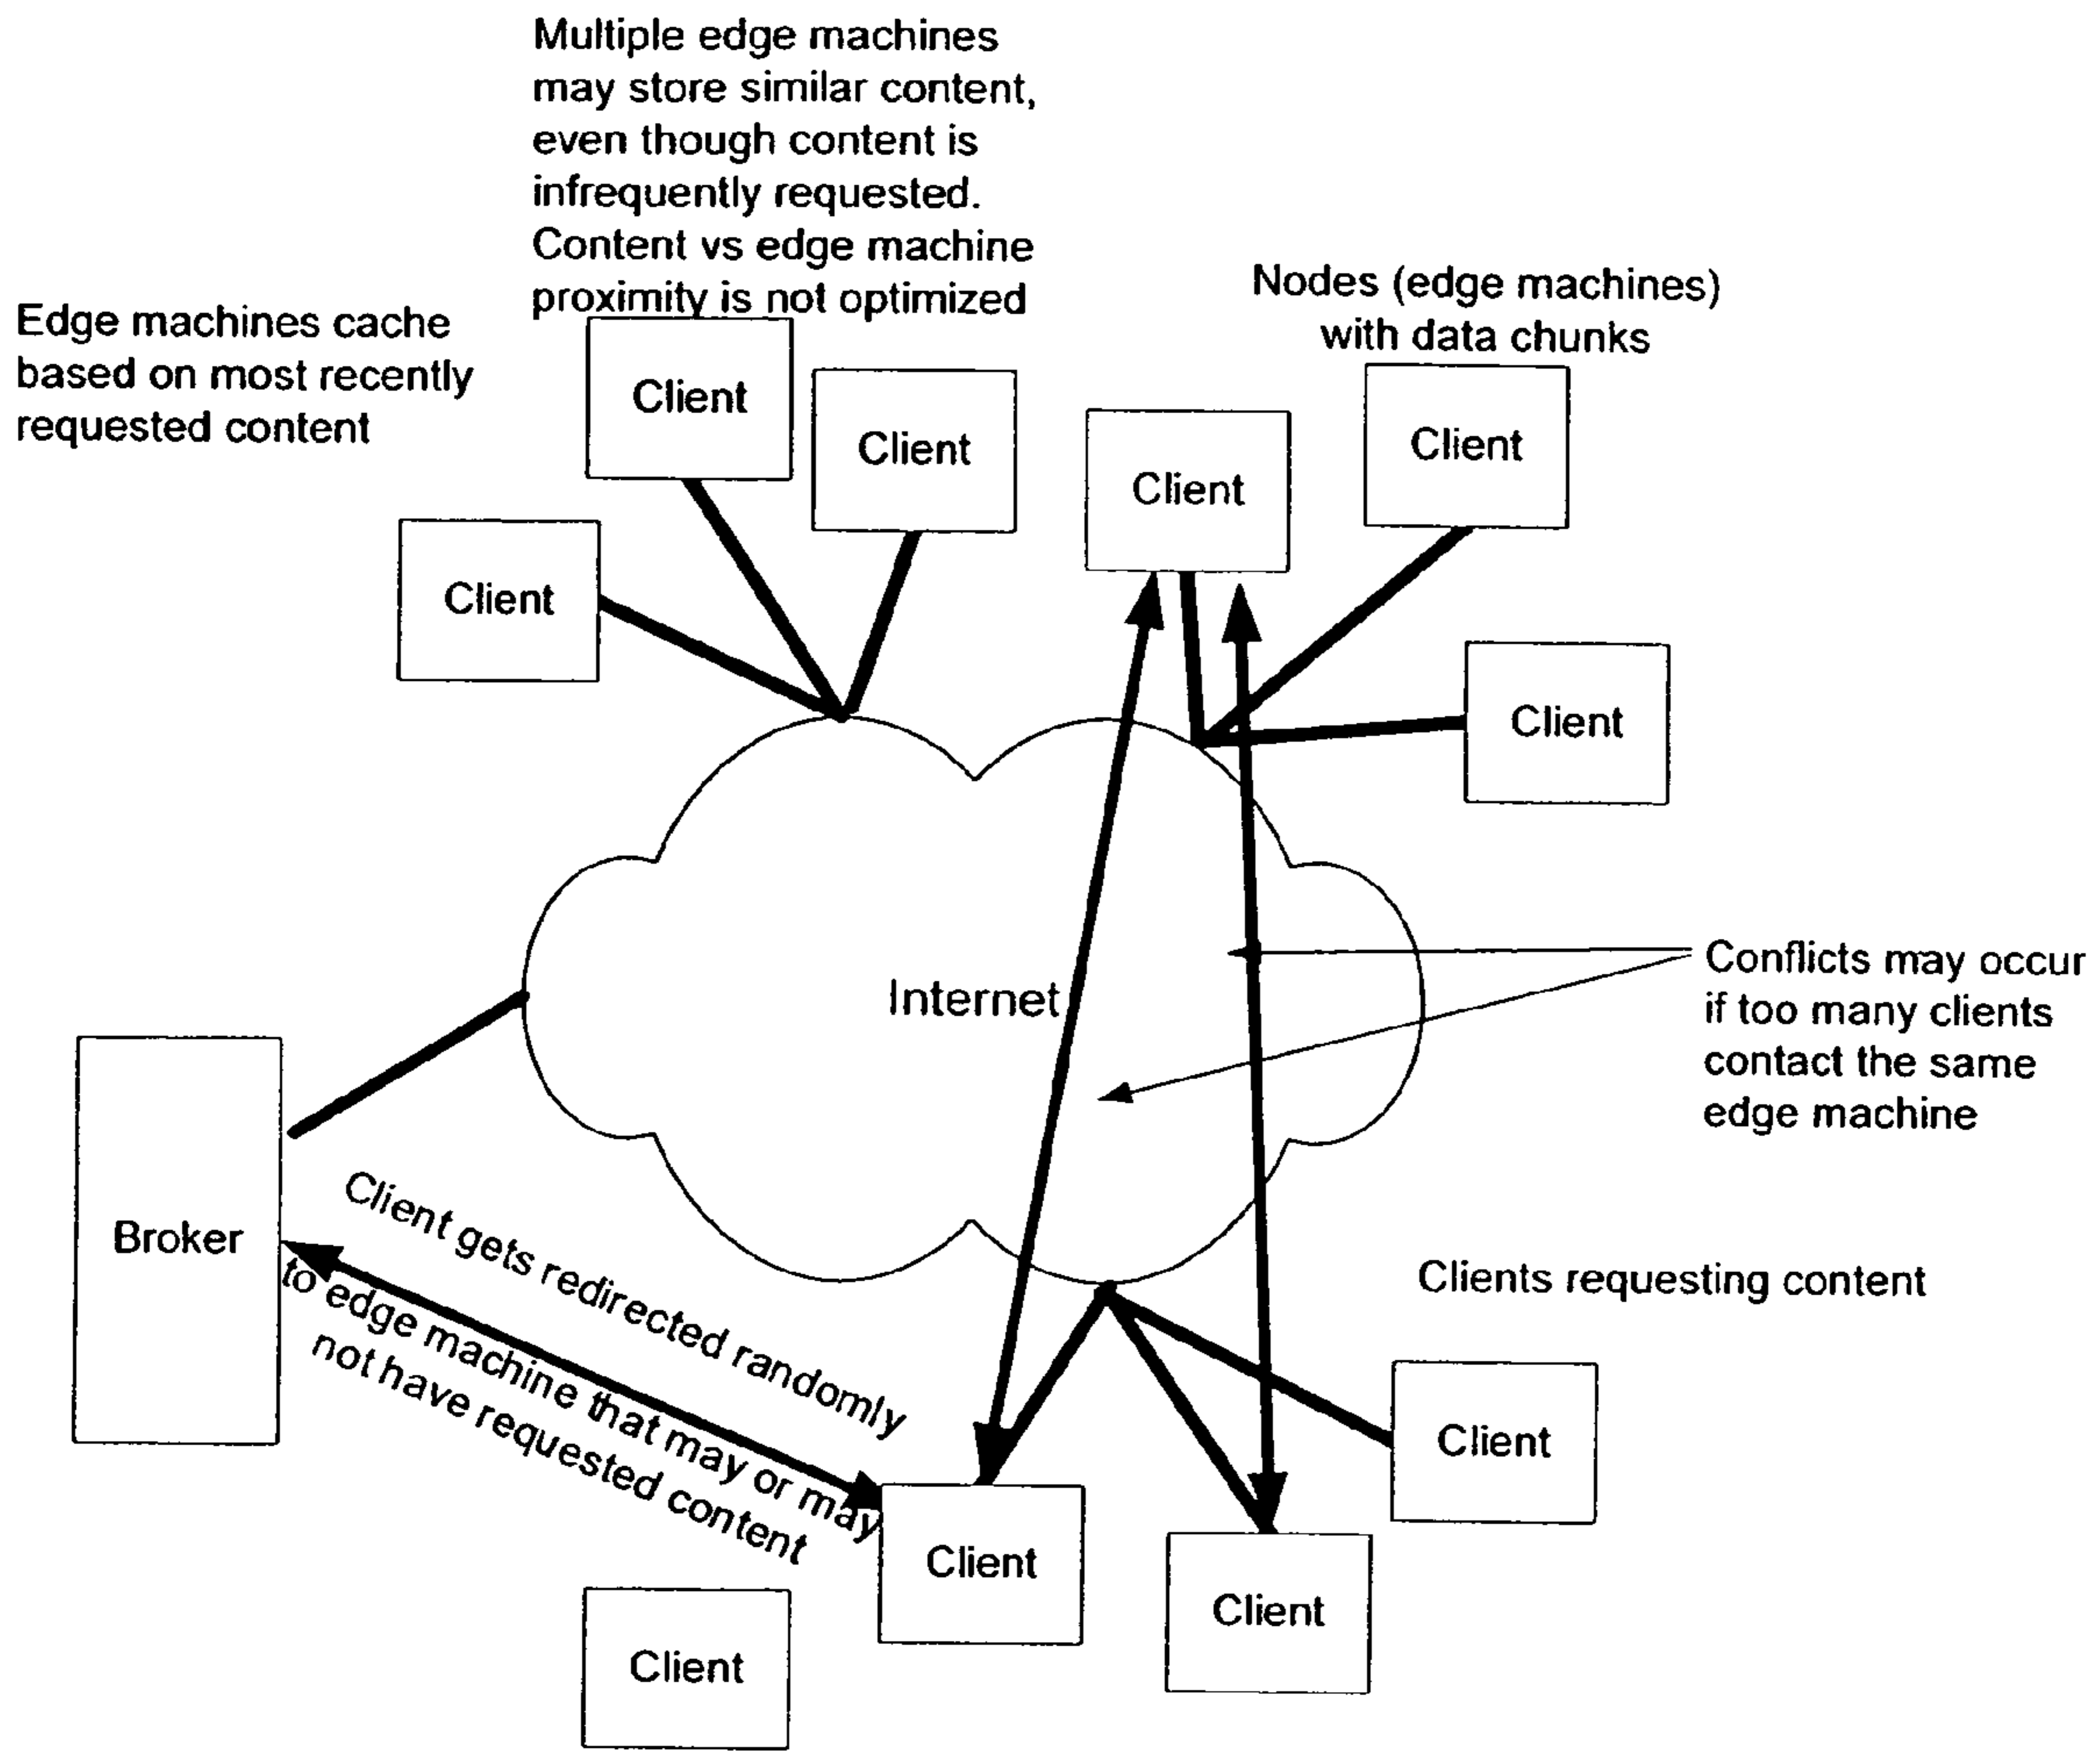 Multiple edge machines
may store similar content,
even though content is
infrequently requested.
Content vs edge machine
proximity is not optimized
Edge machines cache
based on most recently
requested content
Nodes (edge machines)
with data chunks
Client
Client
Client
Client
Client
Client
Internet
Conflicts may occur
if too many clients
contact the same
edge machine
Broker
Client gets redirected randomly
to edge machine that may or may
not have requested content
Clients requesting content
Client
Client
Client
Client